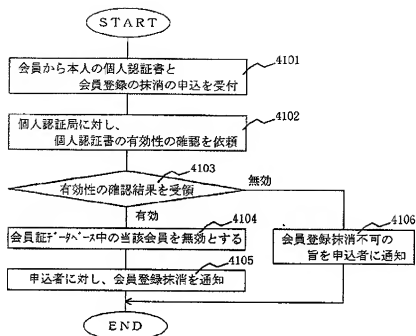 START
会員から本人の個人認証書と
会員登録の抹消の申込を受付
4101
個人認証局に対し、
個人認証書の有効性の確認を依頼
4102
有効性の確認結果を受領
4103
無効
有効
会員証データベース中の当該会員を無効とする
4104
会員登録抹消不可の
旨を申込者に通知
4106
申込者に対し、会員登録抹消を通知
4105
END